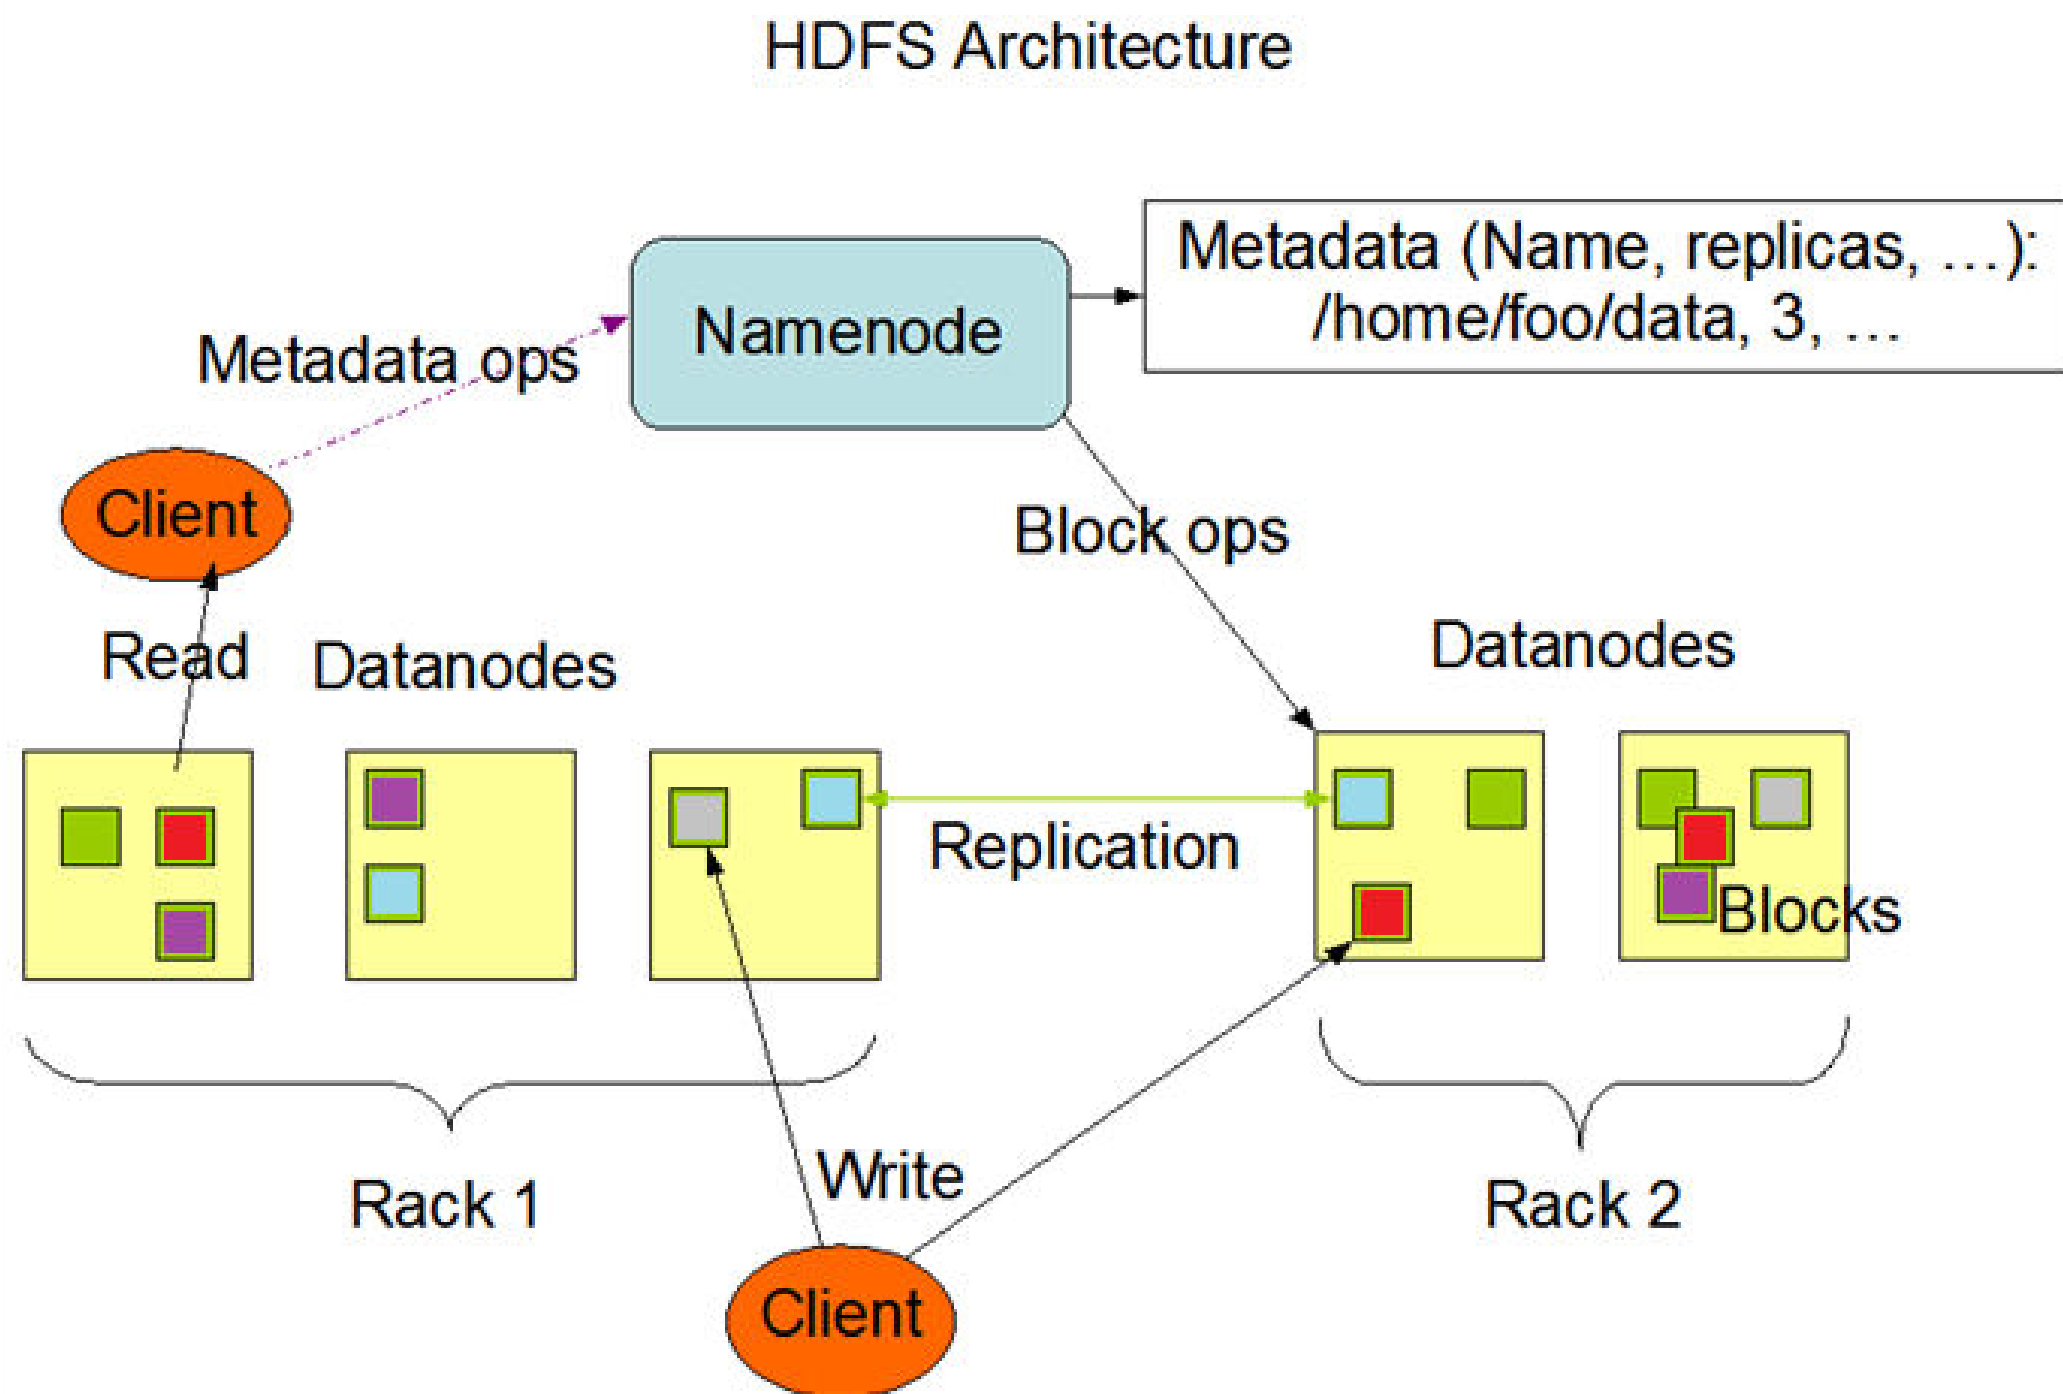 HDFS Architecture
Metadata (Name, replicas, …):
/home/foo/data, 3, …
Namenode
Metadata ops
Client
Block ops
Read
Datanodes
Datanodes
Replication
Blocks
Rack 1
Write
Rack 2
Client